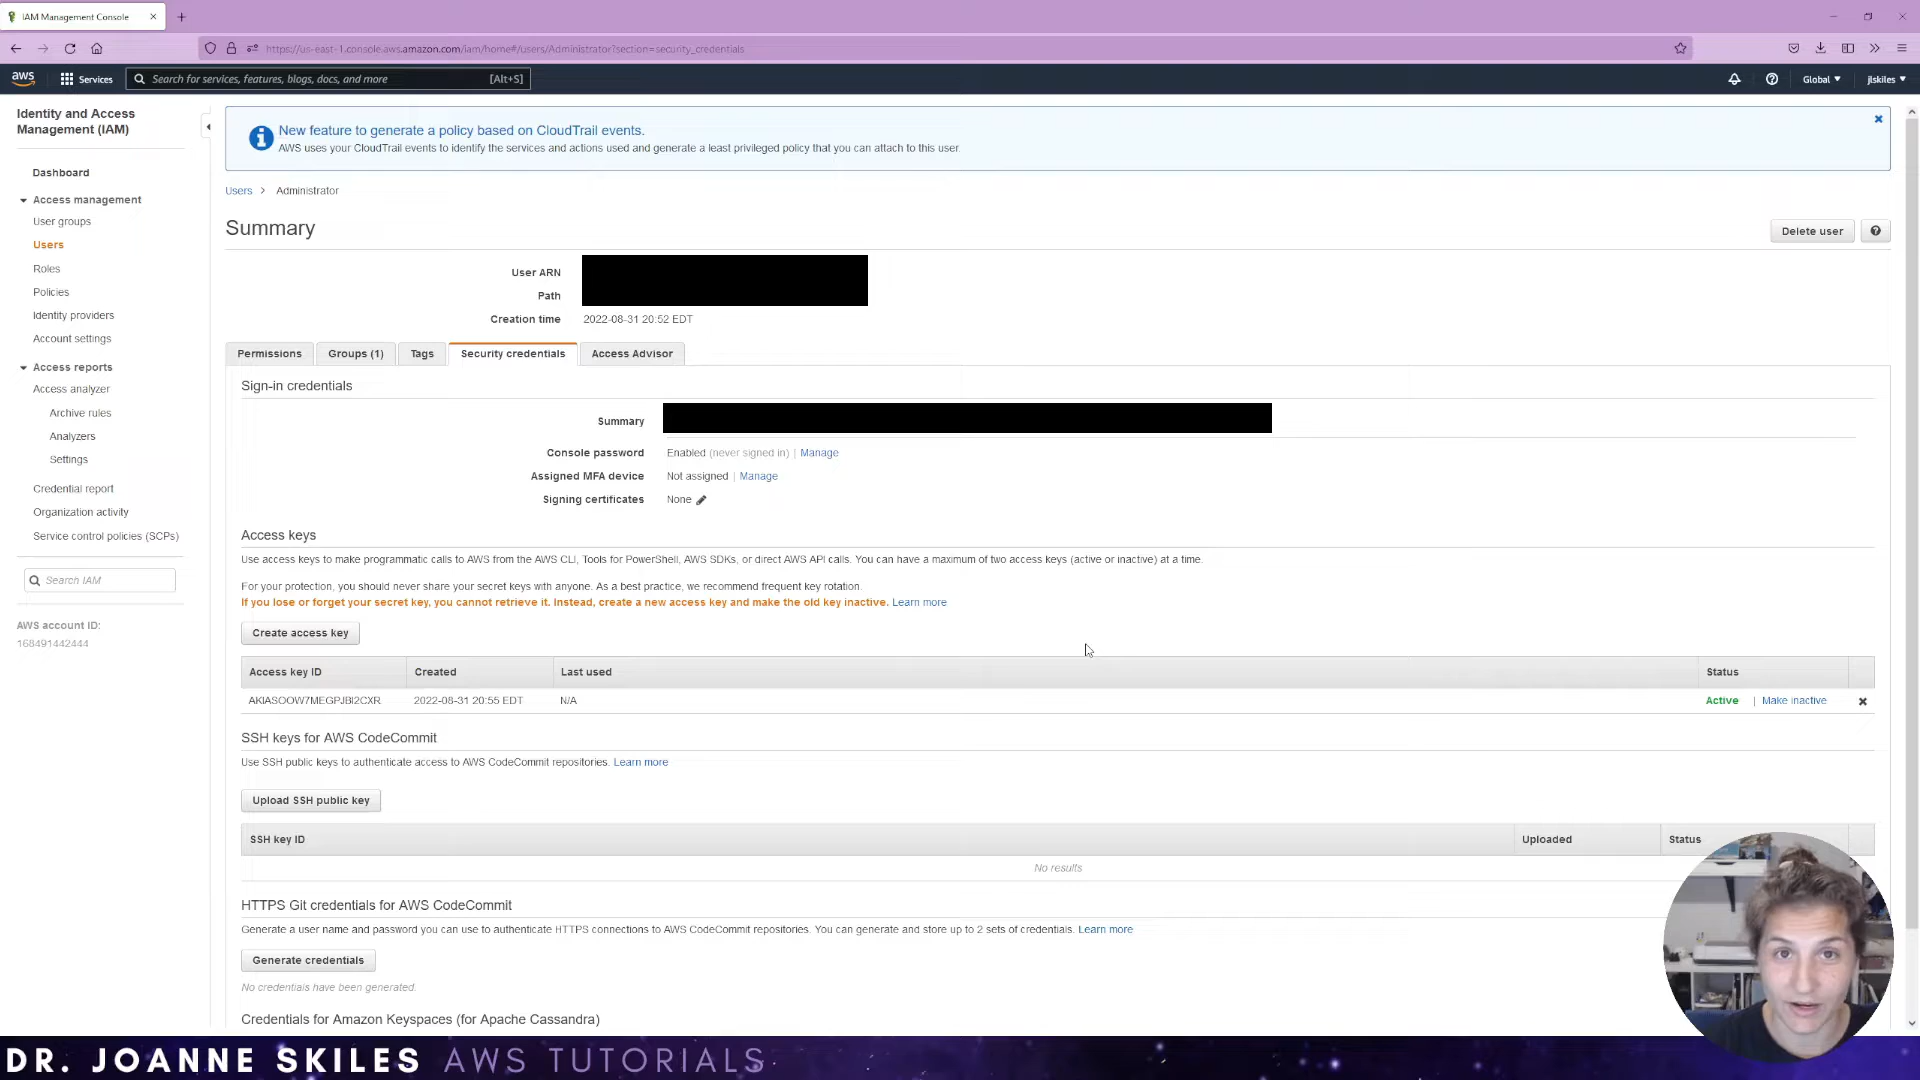 IAM Management Console
https://us-east-1.console.aws.amazon.com/iam/home#/users/Administrator?section=security_credentials
aws
Services
Search for services, features, blogs, docs, and more
[Alt+S]
Global
jlskiles
Identity and Access
Management (IAM)
Dashboard
Access management
User groups
Users
Roles
Policies
Identity providers
Account settings
Access reports
Access analyzer
Archive rules
Analyzers
Settings
Credential report
Organization activity
Service control policies (SCPs)
Search IAM
AWS account ID:
168491442444
New feature to generate a policy based on CloudTrail events.
AWS uses your CloudTrail events to identify the services and actions used and generate a least privileged policy that you can attach to this user.
Users > Administrator
Summary
Delete user
User ARN
Path
Creation time 2022-08-31 20:52 EDT
Permissions Groups (1) Tags Security credentials Access Advisor
Sign-in credentials
Summary
Console password Enabled (never signed in) | Manage
Assigned MFA device Not assigned | Manage
Signing certificates None
Access keys
Use access keys to make programmatic calls to AWS from the AWS CLI, Tools for PowerShell, AWS SDKs, or direct AWS API calls. You can have a maximum of two access keys (active or inactive) at a time.
For your protection, you should never share your secret keys with anyone. As a best practice, we recommend frequent key rotation.
If you lose or forget your secret key, you cannot retrieve it. Instead, create a new access key and make the old key inactive. Learn more
Create access key
Access key ID Created Last used Status
AKIASOOW7MEGPJBI2CXR 2022-08-31 20:55 EDT N/A Active | Make inactive
SSH keys for AWS CodeCommit
Use SSH public keys to authenticate access to AWS CodeCommit repositories. Learn more
Upload SSH public key
SSH key ID Uploaded Status
No results
HTTPS Git credentials for AWS CodeCommit
Generate a user name and password you can use to authenticate HTTPS connections to AWS CodeCommit repositories. You can generate and store up to 2 sets of credentials. Learn more
Generate credentials
No credentials have been generated.
Credentials for Amazon Keyspaces (for Apache Cassandra)
DR. JOANNE SKILES AWS TUTORIALS